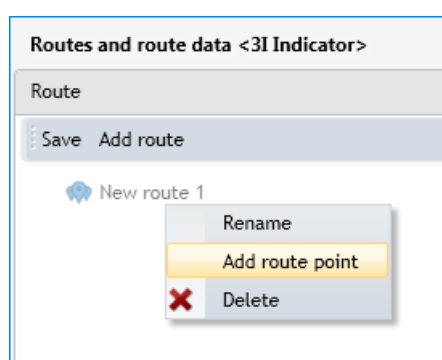 Routes and route data <3I Indicator>
Route
Save Add route
New route 1
Rename
Add route point
Delete